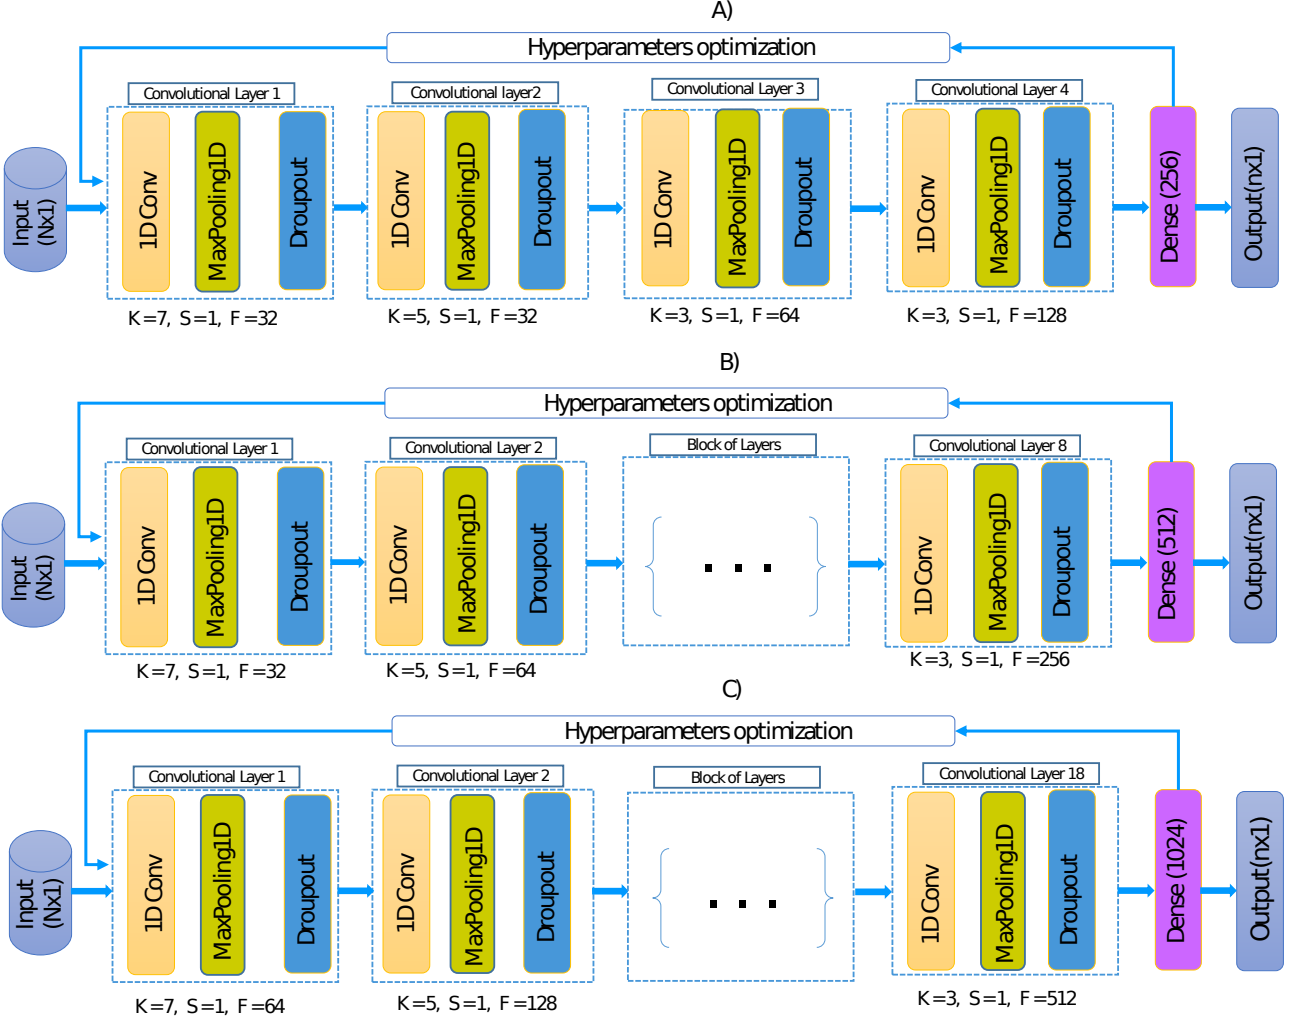 A)
Hyperparameters optimization
Convolutional Layer 1
Convolutional layer2
Convolutional Layer 3
Convolutional Layer 4
Input
(Nx1)
1D Conv
MaxPooling1D
Droupout
1D Conv
MaxPooling1D
Droupout
1D Conv
MaxPooling1D
Droupout
1D Conv
MaxPooling1D
Droupout
Dense (256)
Output(nx1)
K=7, S=1, F=32
K=5, S=1, F=32
K=3, S=1, F=64
K=3, S=1, F=128
B)
Hyperparameters optimization
Convolutional Layer 1
Convolutional Layer 2
Block of Layers
Convolutional Layer 8
Input
(Nx1)
1D Conv
MaxPooling1D
Droupout
1D Conv
MaxPooling1D
Droupout
{ ... }
1D Conv
MaxPooling1D
Droupout
Dense (512)
Output(nx1)
K=7, S=1, F=32
K=5, S=1, F=64
K=3, S=1, F=256
C)
Hyperparameters optimization
Convolutional Layer 1
Convolutional Layer 2
Block of Layers
Convolutional Layer 18
Input
(Nx1)
1D Conv
MaxPooling1D
Droupout
1D Conv
MaxPooling1D
Droupout
{ ... }
1D Conv
MaxPooling1D
Droupout
Dense (1024)
Output(nx1)
K=7, S=1, F=64
K=5, S=1, F=128
K=3, S=1, F=512